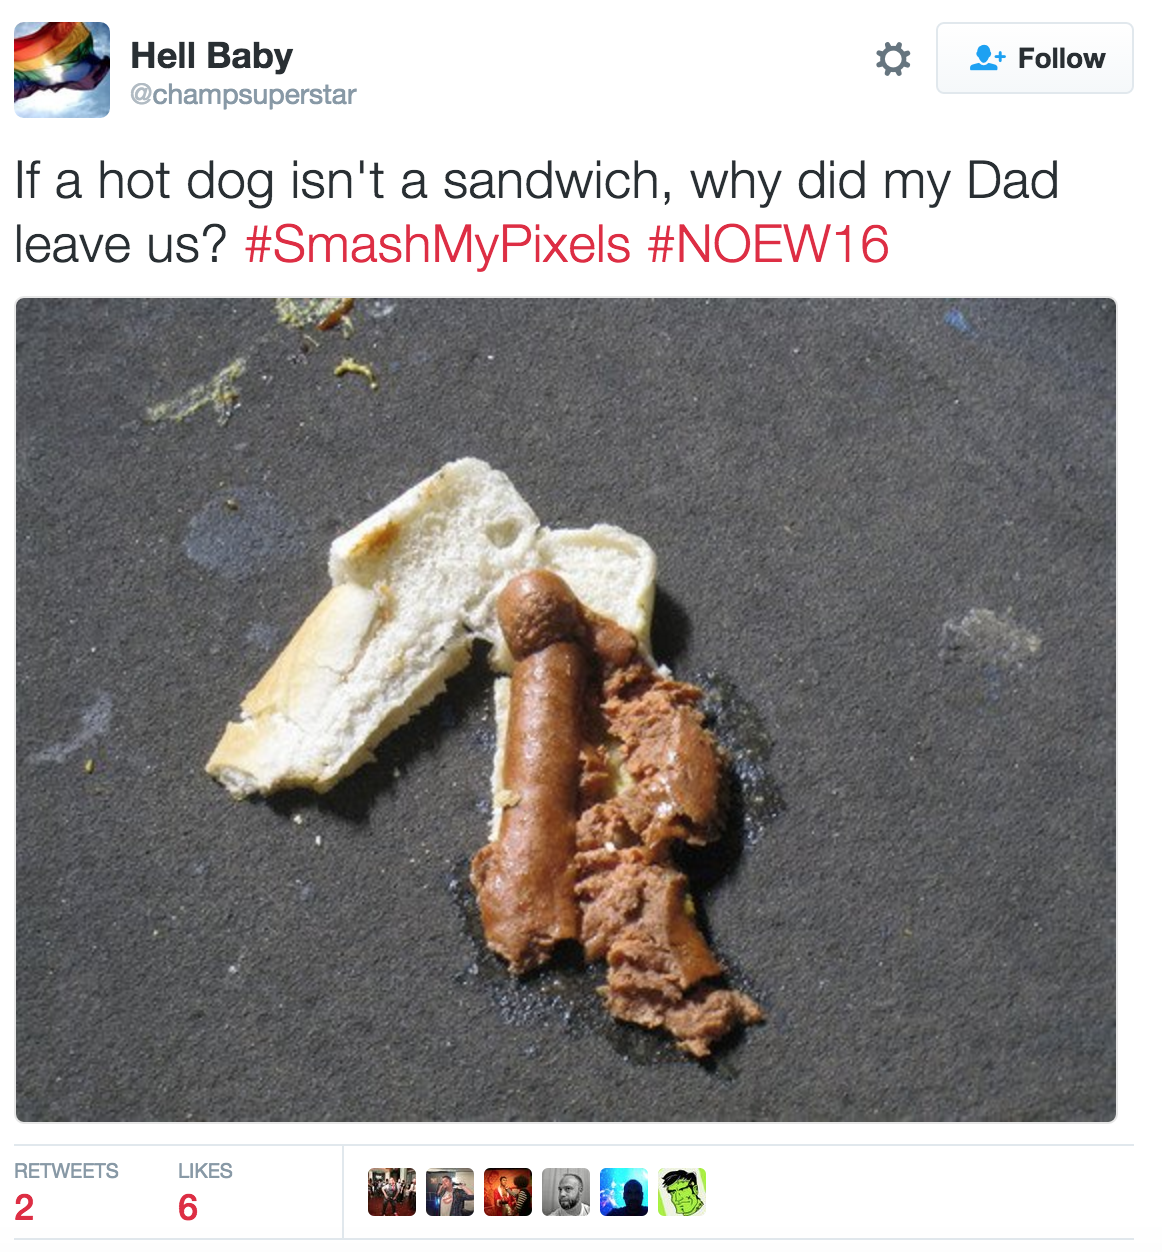 Hell Baby
@champsuperstar
Follow
If a hot dog isn't a sandwich, why did my Dad
leave us? #SmashMyPixels #NOEW16
RETWEETS LIKES
2 6